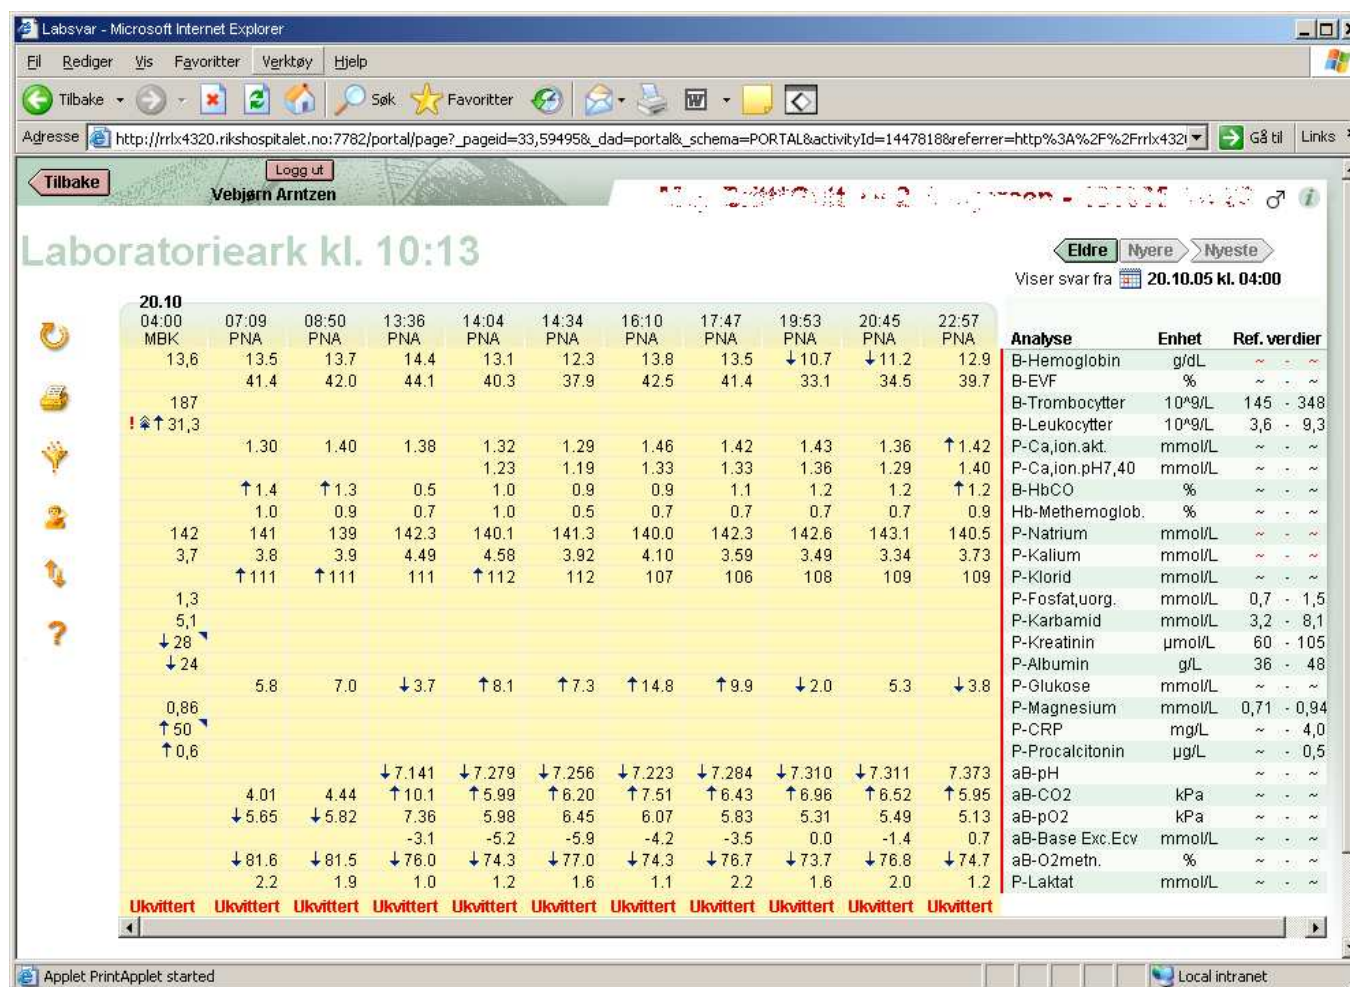 Labsvar - Microsoft Internet Explorer
Fil Rediger Vis Favoritter Verktøy Hjelp
Tilbake Søk Favoritter
Adresse http://rrlx4320.rikshospitalet.no:7782/portal/page?_pageid=33,59495&_dad=portal&_schema=PORTAL&activityId=1447818&referrer=http%3A%2F%2Frrlx432 Gå til Links
Tilbake Logg ut
Vebjørn Arntzen
Laboratorieark kl. 10:13
Eldre Nyere Nyeste
Viser svar fra 20.10.05 kl. 04:00
20.10
04:00 07:09 08:50 13:36 14:04 14:34 16:10 17:47 19:53 20:45 22:57
MBK PNA PNA PNA PNA PNA PNA PNA PNA PNA PNA Analyse Enhet Ref. verdier
13,6 13.5 13.7 14.4 13.1 12.3 13.8 13.5 ↓10.7 ↓11.2 12.9 B-Hemoglobin g/dL ~ - ~
41.4 42.0 44.1 40.3 37.9 42.5 41.4 33.1 34.5 39.7 B-EVF % ~ - ~
187 B-Trombocytter 10^9/L 145 - 348
! ↑ 31,3 B-Leukocytter 10^9/L 3,6 - 9,3
1.30 1.40 1.38 1.32 1.29 1.46 1.42 1.43 1.36 ↑1.42 P-Ca,ion.akt. mmol/L ~ - ~
1.23 1.19 1.33 1.33 1.36 1.29 1.40 P-Ca,ion.pH7,40 mmol/L ~ - ~
↑1.4 ↑1.3 0.5 1.0 0.9 0.9 1.1 1.2 1.2 ↑1.2 B-HbCO % ~ - ~
1.0 0.9 0.7 1.0 0.5 0.7 0.7 0.7 0.7 0.9 Hb-Methemoglob. % ~ - ~
142 141 139 142.3 140.1 141.3 140.0 142.3 142.6 143.1 140.5 P-Natrium mmol/L ~ - ~
3,7 3.8 3.9 4.49 4.58 3.92 4.10 3.59 3.49 3.34 3.73 P-Kalium mmol/L ~ - ~
↑111 ↑111 111 ↑112 112 107 106 108 109 109 P-Klorid mmol/L ~ - ~
1,3 P-Fosfat,uorg. mmol/L 0,7 - 1,5
5,1 P-Karbamid mmol/L 3,2 - 8,1
↓28 P-Kreatinin µmol/L 60 - 105
↓24 P-Albumin g/L 36 - 48
5.8 7.0 ↓3.7 ↑8.1 ↑7.3 ↑14.8 ↑9.9 ↓2.0 5.3 ↓3.8 P-Glukose mmol/L ~ - ~
0,86 P-Magnesium mmol/L 0,71 - 0,94
↑50 P-CRP mg/L ~ - 4,0
↑0,6 P-Procalcitonin µg/L ~ - 0,5
↓7.141 ↓7.279 ↓7.256 ↓7.223 ↓7.284 ↓7.310 ↓7.311 7.373 aB-pH ~ - ~
4.01 4.44 ↑10.1 ↑5.99 ↑6.20 ↑7.51 ↑6.43 ↑6.96 ↑6.52 ↑5.95 aB-CO2 kPa ~ - ~
↓5.65 ↓5.82 7.36 5.98 6.45 6.07 5.83 5.31 5.49 5.13 aB-pO2 kPa ~ - ~
-3.1 -5.2 -5.9 -4.2 -3.5 0.0 -1.4 0.7 aB-Base Exc.Ecv mmol/L ~ - ~
↓81.6 ↓81.5 ↓76.0 ↓74.3 ↓77.0 ↓74.3 ↓76.7 ↓73.7 ↓76.8 ↓74.7 aB-O2metn. % ~ - ~
2.2 1.9 1.0 1.2 1.6 1.1 2.2 1.6 2.0 1.2 P-Laktat mmol/L ~ - ~
Ukvittert Ukvittert Ukvittert Ukvittert Ukvittert Ukvittert Ukvittert Ukvittert Ukvittert Ukvittert Ukvittert
Applet PrintApplet started Local intranet